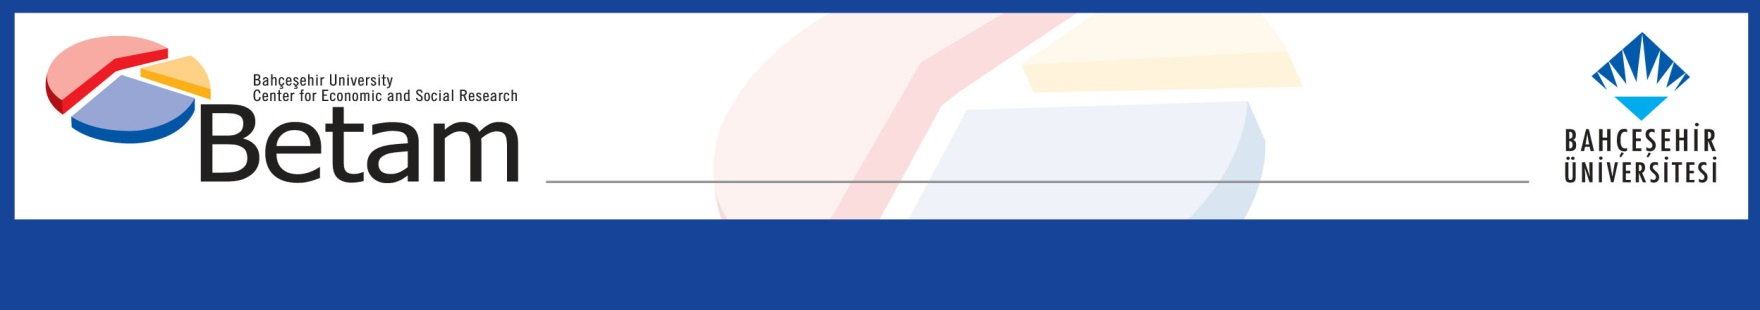 Bahçeşehir University
Center for Economic and Social Research
Betam
BAHÇEŞEHİR
ÜNİVERSİTESİ